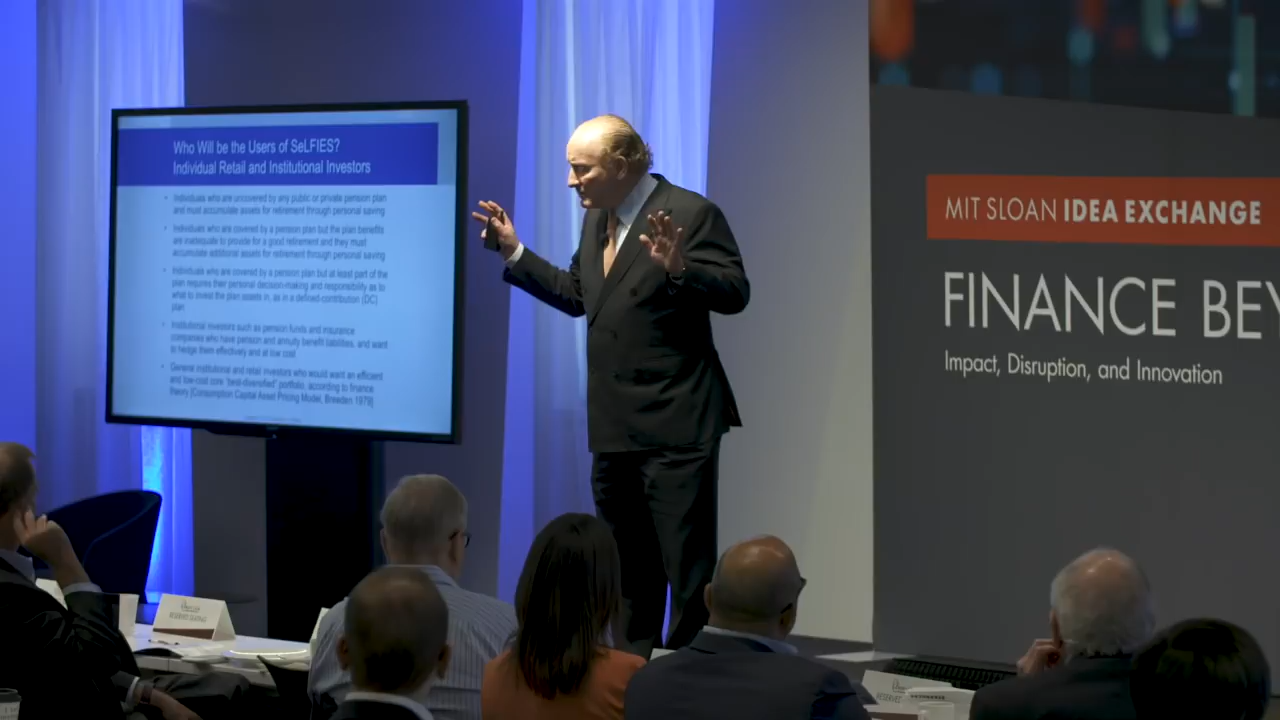 Who Will be the Users of SeLFIES?
Individual Retail and Institutional Investors
• Individuals who are uncovered by any public or private pension plan
and must accumulate assets for retirement through personal saving
• Individuals who are covered by a pension plan but the plan benefits
are inadequate to provide for a good retirement and they must
accumulate additional assets for retirement through personal saving
• Individuals who are covered by a pension plan but at least part of the
plan requires their personal decision-making and responsibility as to
what to invest the plan assets in, as in a defined-contribution (DC)
plan
• Institutional investors such as pension funds and insurance
companies who have pension and annuity benefit liabilities, and want
to hedge them effectively and at low cost
• General institutional and retail investors who would want an efficient
and low-cost core "best-diversified" portfolio, according to finance
theory [Consumption Capital Asset Pricing Model, Breeden 1979]
MIT SLOAN IDEA EXCHANGE
FINANCE BEY
Impact, Disruption, and Innovation
RESERVED SEATING
RESERVED